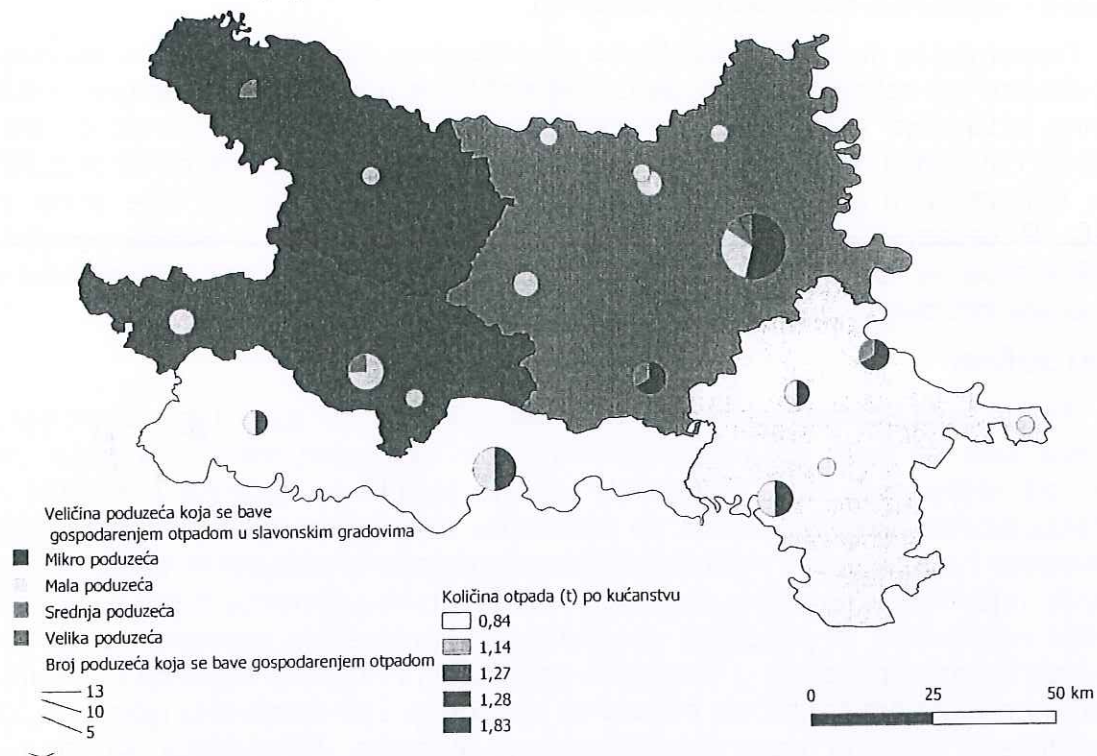 Veličina poduzeća koja se bave
gospodarenjem otpadom u slavonskim gradovima
Mikro poduzeća
Mala poduzeća
Srednja poduzeća
Velika poduzeća
Broj poduzeća koja se bave gospodarenjem otpadom
13
10
5
Količina otpada (t) po kućanstvu
0,84
1,14
1,27
1,28
1,83
0 25 50 km